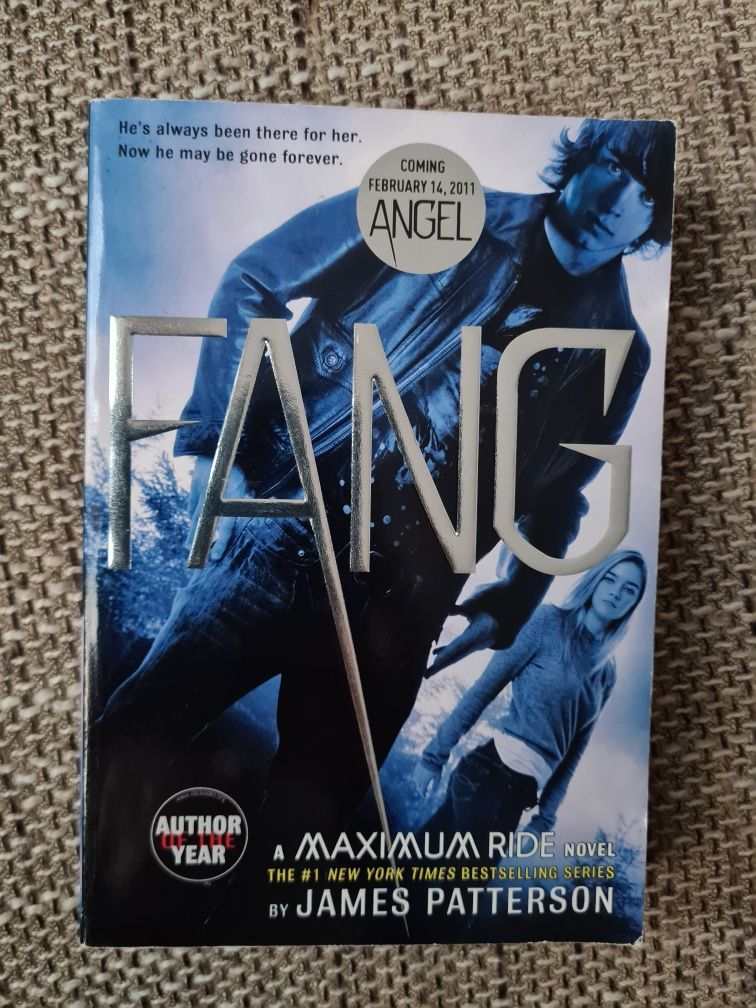 He's always been there for her.
Now he may be gone forever.
COMING
FEBRUARY 14, 2011
ANGEL
FANG
AUTHOR
OF THE
YEAR
A MAXIMUM RIDE NOVEL
THE #1 NEW YORK TIMES BESTSELLING SERIES
BY JAMES PATTERSON